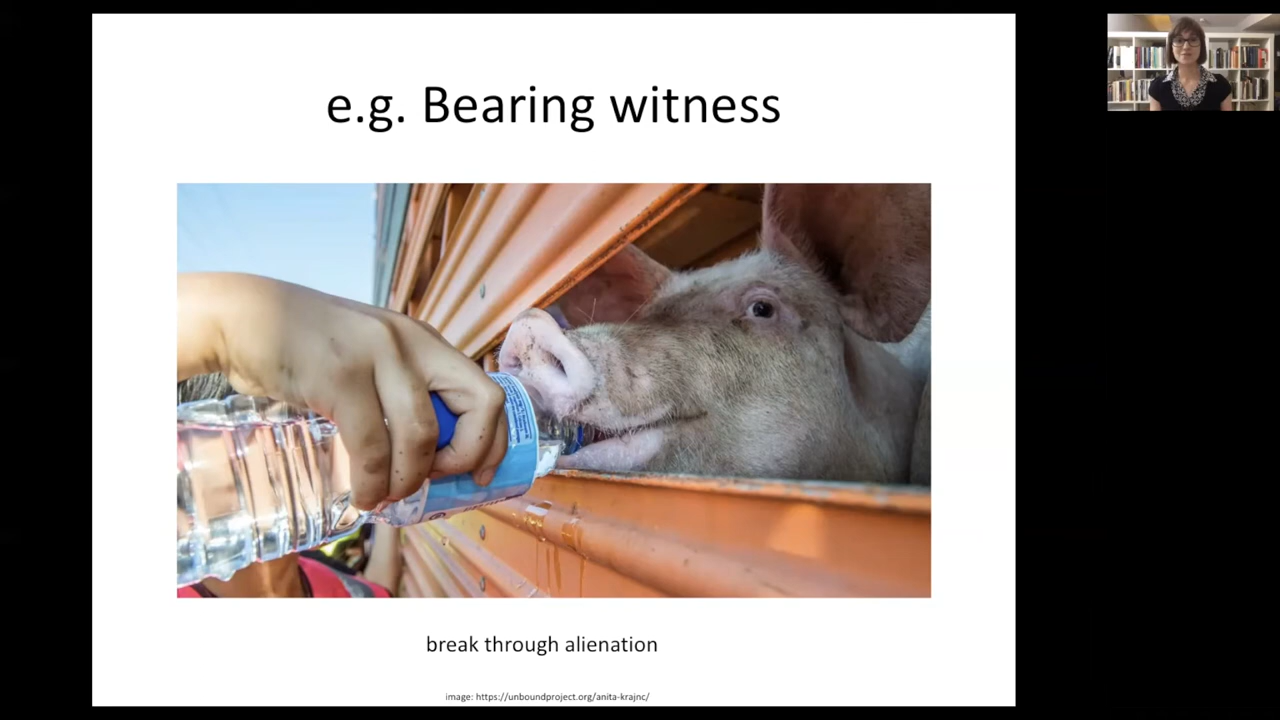 e.g. Bearing witness
break through alienation
image: https://unboundproject.org/anita-krajnc/